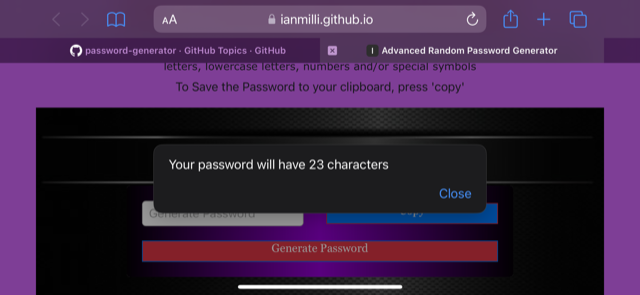 AA
ianmilli.github.io
password-generator · GitHub Topics · GitHub
I Advanced Random Password Generator
letters, lowercase letters, numbers and/or special symbols
To Save the Password to your clipboard, press 'copy'
Your password will have 23 characters
Close
Generate Password
Copy
Generate Password